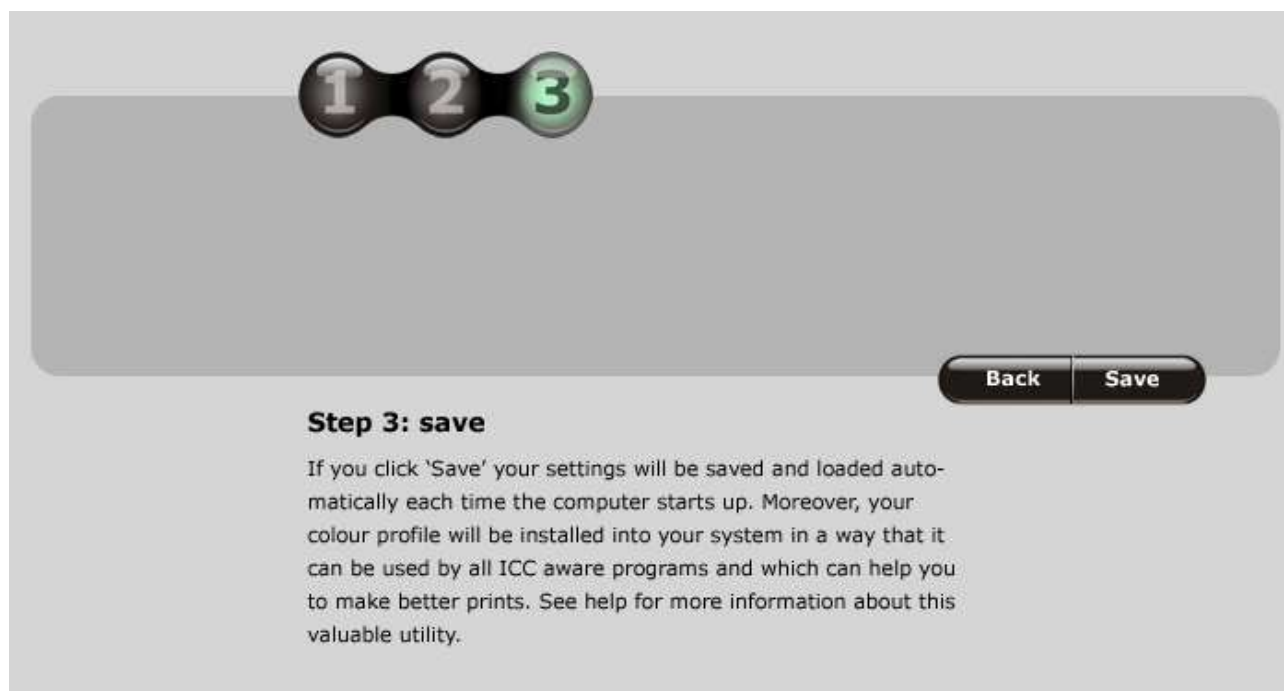 1 2 3
Back Save
Step 3: save
If you click ‘Save’ your settings will be saved and loaded auto-
matically each time the computer starts up. Moreover, your
colour profile will be installed into your system in a way that it
can be used by all ICC aware programs and which can help you
to make better prints. See help for more information about this
valuable utility.